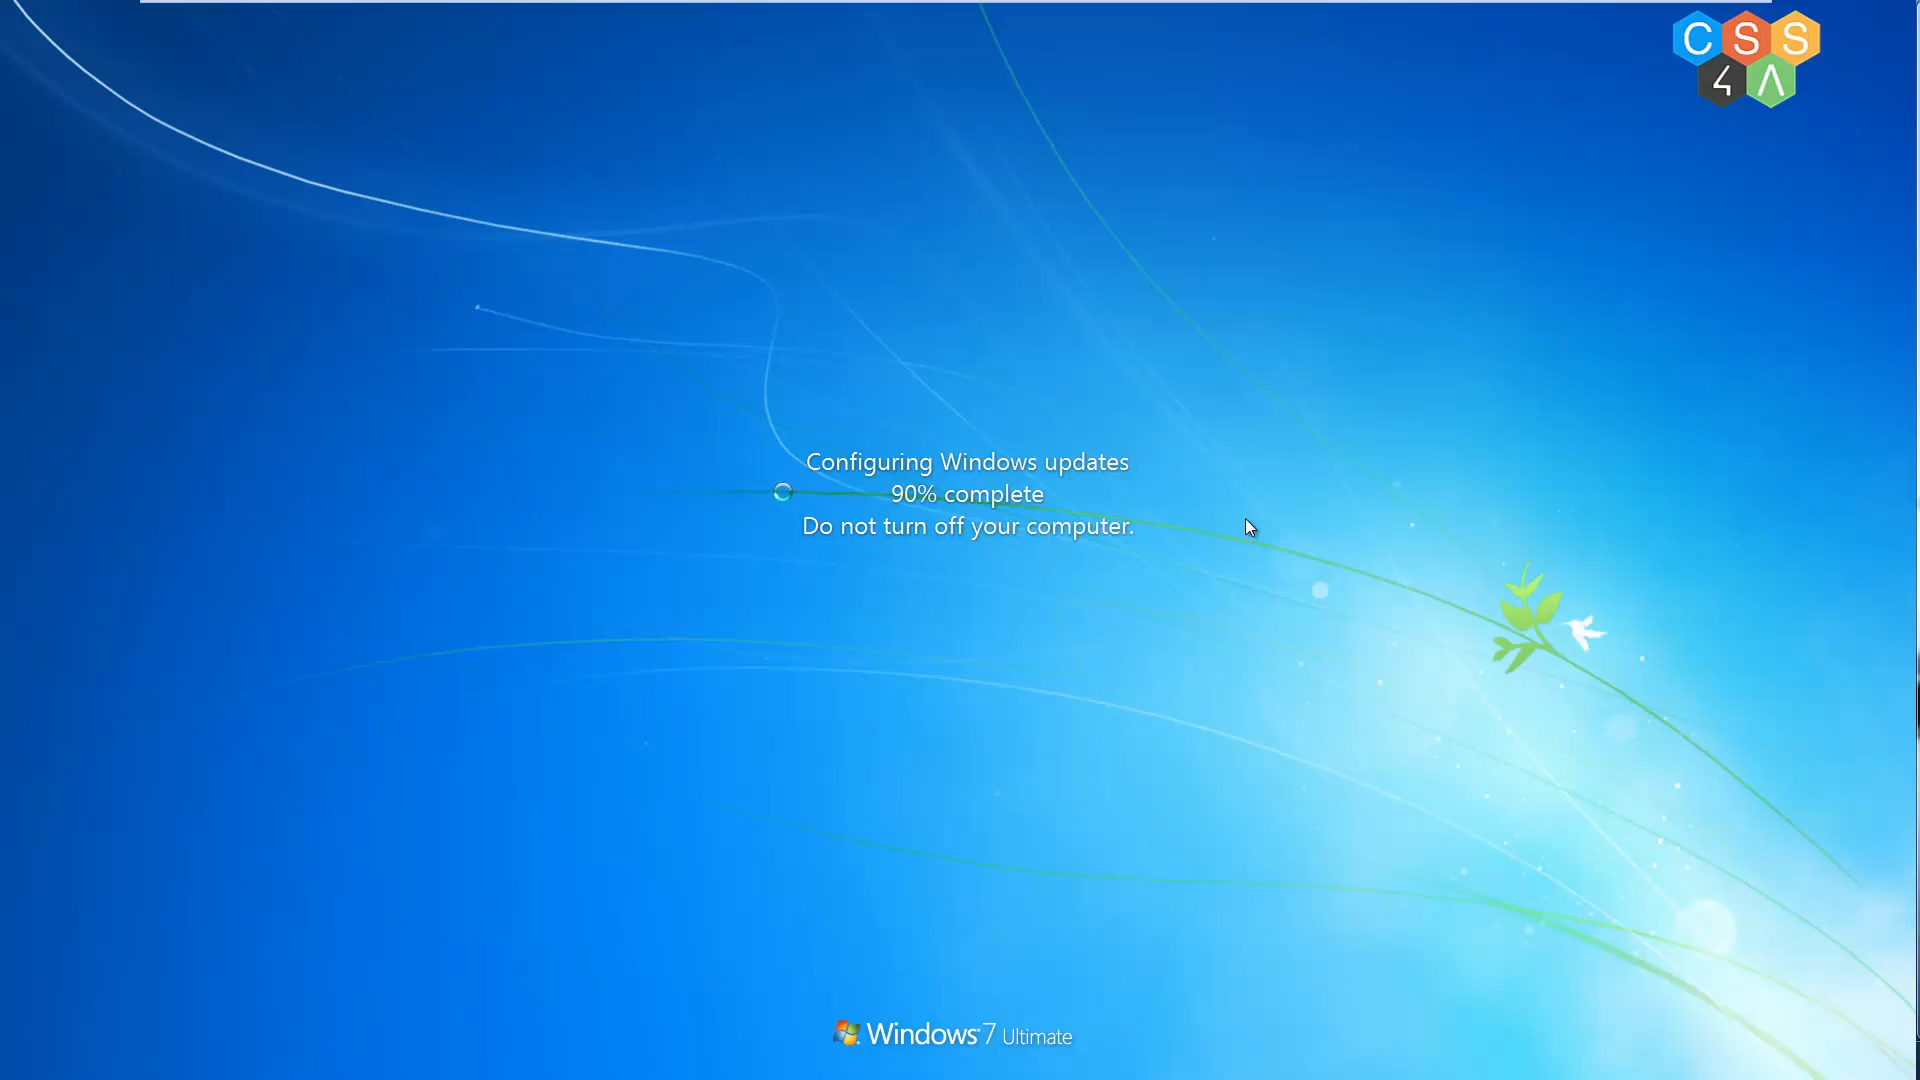 CSS
4Λ
Configuring Windows updates
90% complete
Do not turn off your computer.
Windows 7 Ultimate